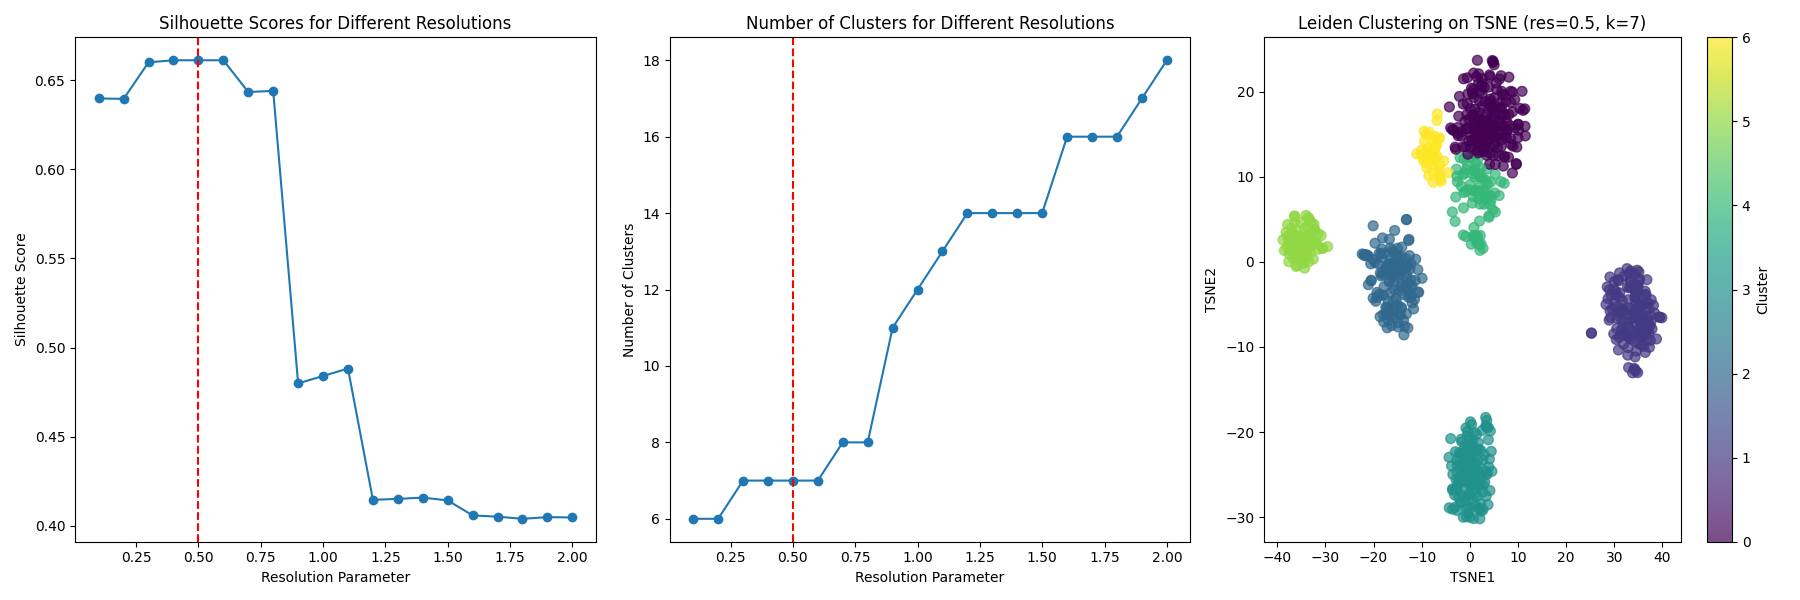 Silhouette Scores for Different Resolutions
Silhouette Score
0.65
0.60
0.55
0.50
0.45
0.40
0.25 0.50 0.75 1.00 1.25 1.50 1.75 2.00
Resolution Parameter
Number of Clusters for Different Resolutions
Number of Clusters
18
16
14
12
10
8
6
0.25 0.50 0.75 1.00 1.25 1.50 1.75 2.00
Resolution Parameter
Leiden Clustering on TSNE (res=0.5, k=7)
TSNE2
20
10
0
−10
−20
−30
−40 −30 −20 −10 0 10 20 30 40
TSNE1
6
5
4
3
2
1
0
Cluster